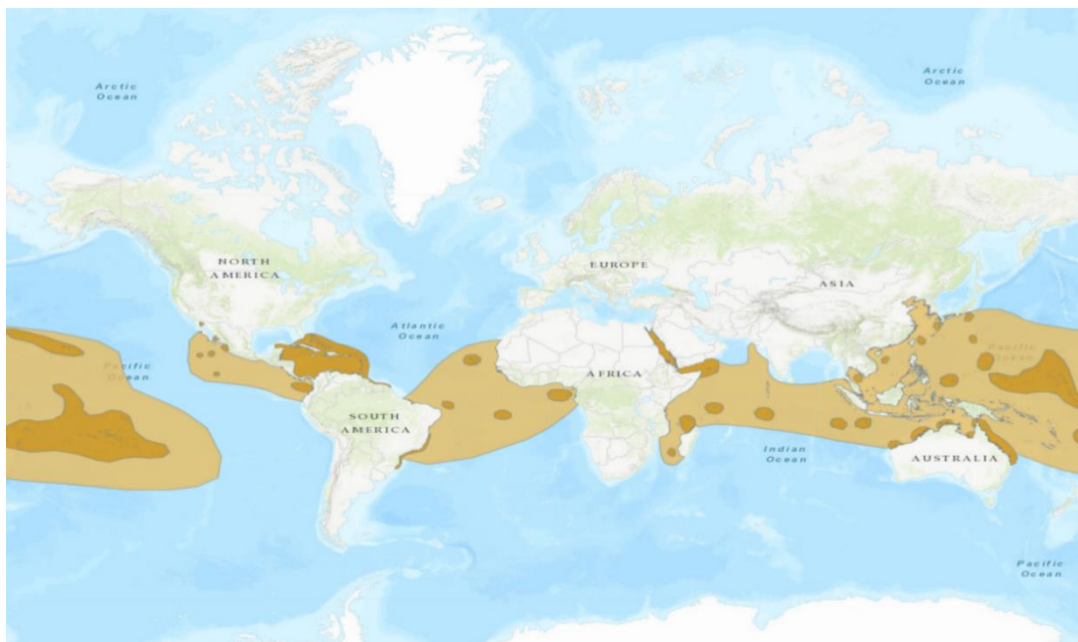 Arctic
Ocean
Arctic
Ocean
NORTH
AMERICA
EUROPE
ASIA
Atlantic
Ocean
Pacific
Ocean
Pacific
Ocean
AFRICA
SOUTH
AMERICA
Indian
Ocean
AUSTRALIA
Pacific
Ocean